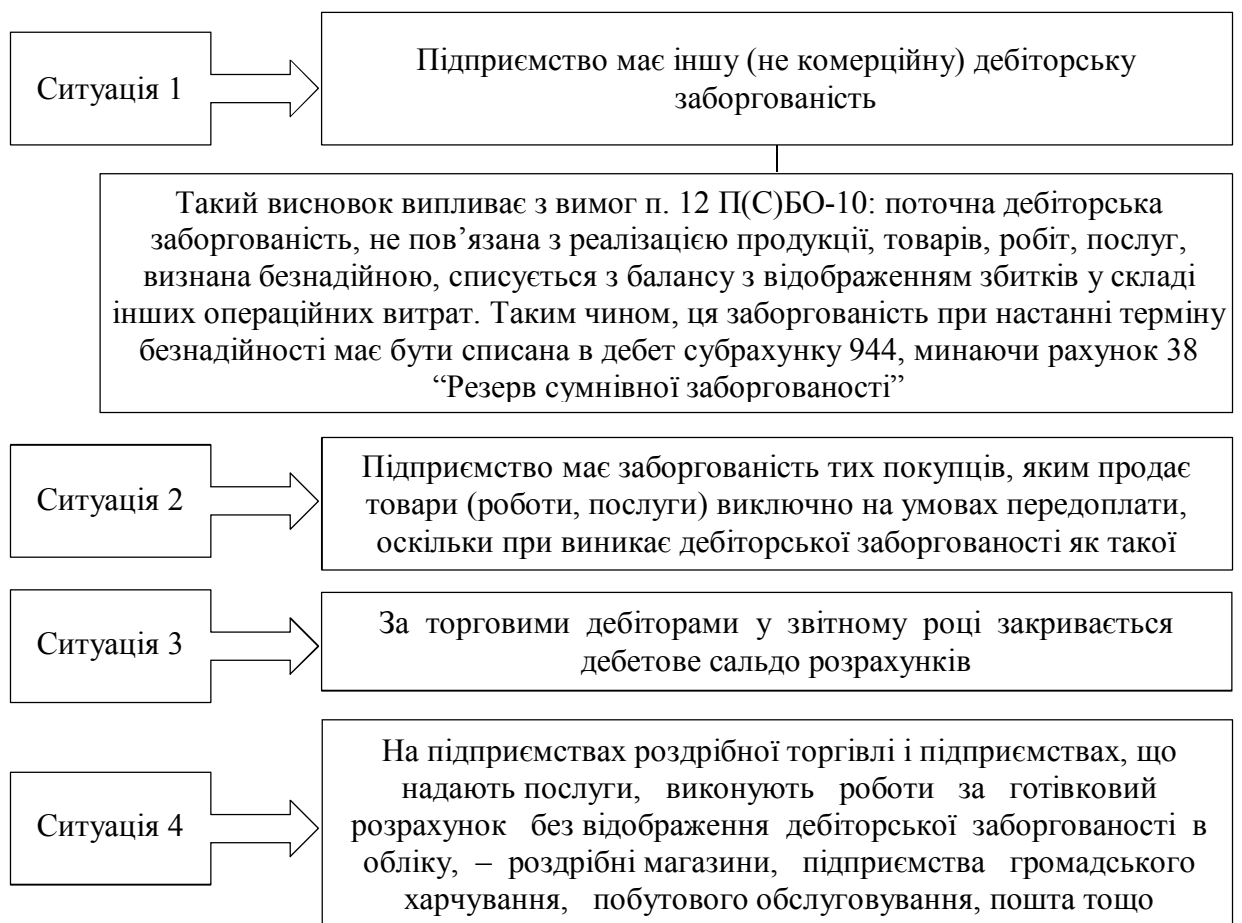 Ситуація 1
Підприємство має іншу (не комерційну) дебіторську
заборгованість
Такий висновок випливає з вимог п. 12 П(С)БО-10: поточна дебіторська
заборгованість, не пов’язана з реалізацією продукції, товарів, робіт, послуг,
визнана безнадійною, списується з балансу з відображенням збитків у складі
інших операційних витрат. Таким чином, ця заборгованість при настанні терміну
безнадійності має бути списана в дебет субрахунку 944, минаючи рахунок 38
“Резерв сумнівної заборгованості”
Ситуація 2
Підприємство має заборгованість тих покупців, яким продає
товари (роботи, послуги) виключно на умовах передоплати,
оскільки при виникає дебіторської заборгованості як такої
Ситуація 3
За торговими дебіторами у звітному році закривається
дебетове сальдо розрахунків
Ситуація 4
На підприємствах роздрібної торгівлі і підприємствах, що
надають послуги, виконують роботи за готівковий
розрахунок без відображення дебіторської заборгованості в
обліку, – роздрібні магазини, підприємства громадського
харчування, побутового обслуговування, пошта тощо